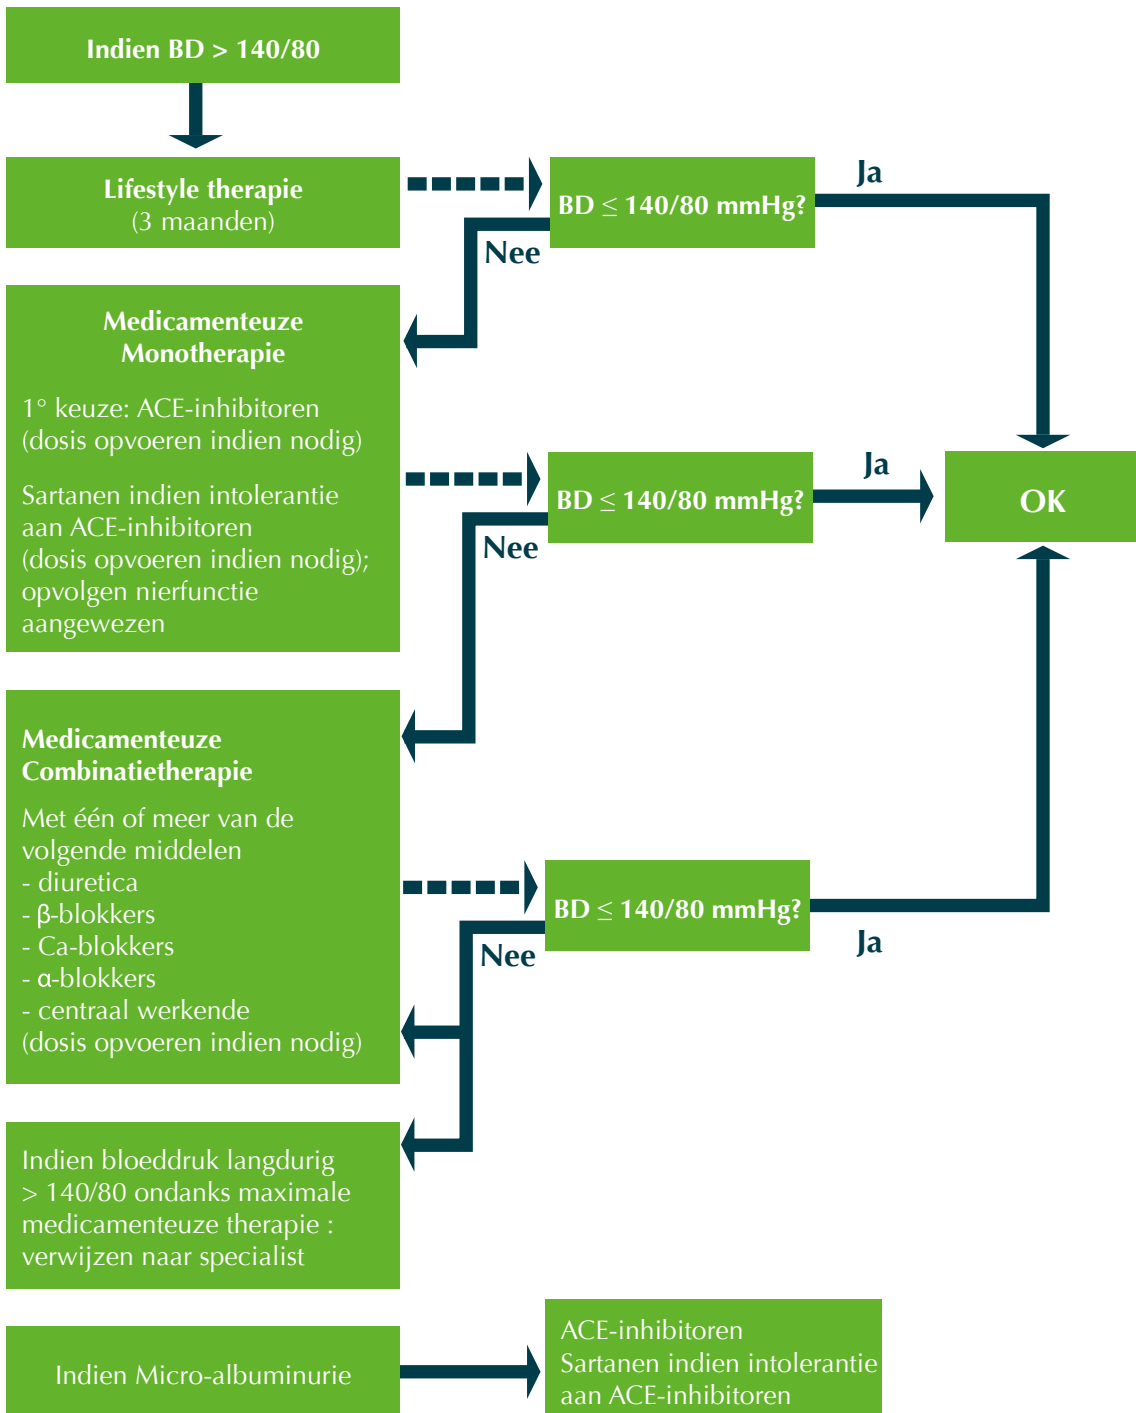 Indien BD > 140/80
Lifestyle therapie
(3 maanden)
BD ≤ 140/80 mmHg?
Ja
Nee
Medicamenteuze
Monotherapie
1° keuze: ACE-inhibitoren
(dosis opvoeren indien nodig)
Sartanen indien intolerantie
aan ACE-inhibitoren
(dosis opvoeren indien nodig);
opvolgen nierfunctie
aangewezen
BD ≤ 140/80 mmHg?
Ja
Nee
OK
Medicamenteuze
Combinatietherapie
Met één of meer van de
volgende middelen
- diuretica
- β-blokkers
- Ca-blokkers
- α-blokkers
- centraal werkende
(dosis opvoeren indien nodig)
BD ≤ 140/80 mmHg?
Ja
Nee
Indien bloeddruk langdurig
> 140/80 ondanks maximale
medicamenteuze therapie :
verwijzen naar specialist
Indien Micro-albuminurie
ACE-inhibitoren
Sartanen indien intolerantie
aan ACE-inhibitoren